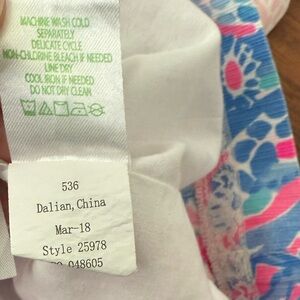 MACHINE WASH COLD
SEPARATELY
DELICATE CYCLE
NON-CHLORINE BLEACH IF NEEDED
LINE DRY
COOL IRON IF NEEDED
DO NOT DRY CLEAN
536
Dalian, China
Mar-18
Style 25978
048605